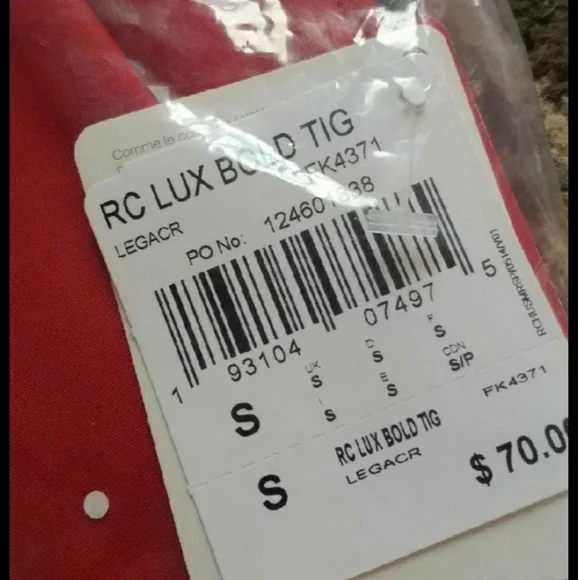 Comme le
RC LUX BOLD TIG
FK4371
LEGACR
PO No:
1 93104 07497 5
UK S
D S
F S
I S
E S
CDN S/P
S
FK4371
RC LUX BOLD TIG
LEGACR
S
$70.0